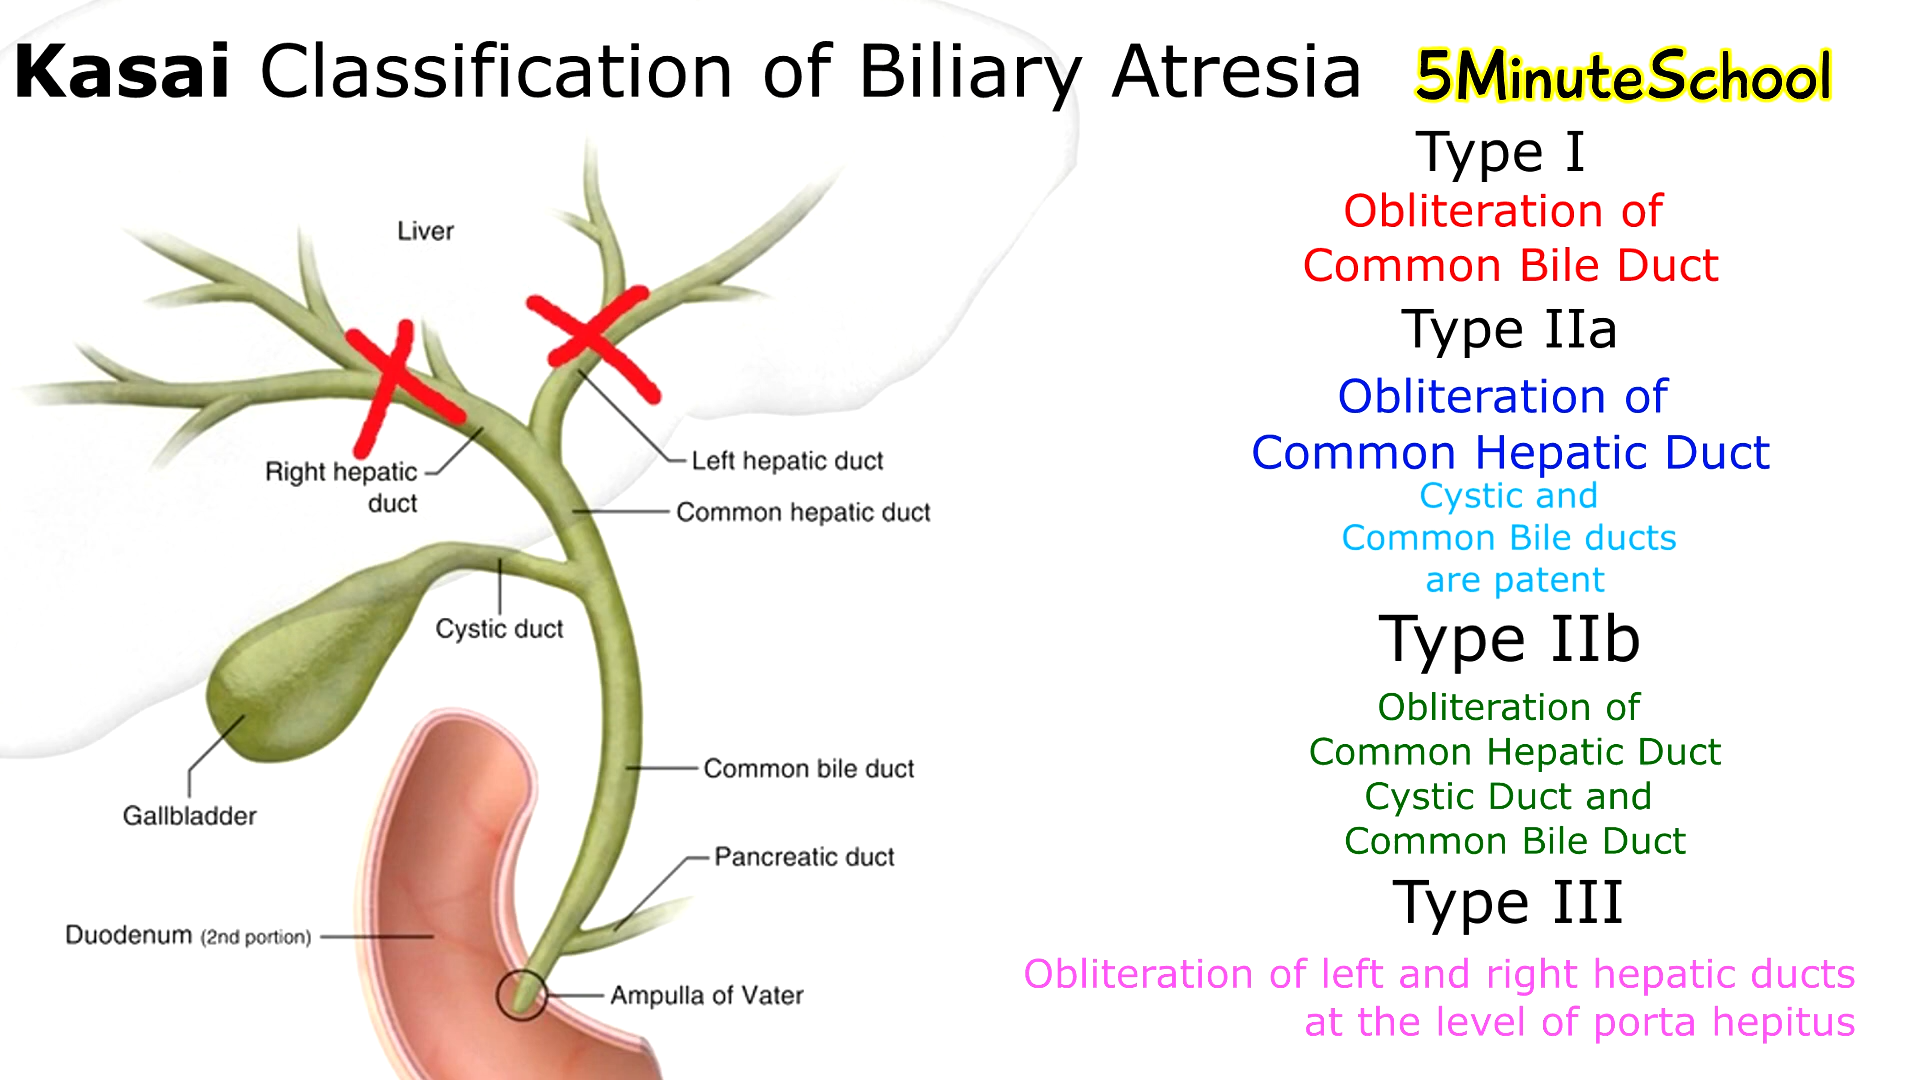 Kasai Classification of Biliary Atresia
5MinuteSchool
Type I
Obliteration of
Common Bile Duct
Type IIa
Obliteration of
Common Hepatic Duct
Cystic and
Common Bile ducts
are patent
Type IIb
Obliteration of
Common Hepatic Duct
Cystic Duct and
Common Bile Duct
Type III
Obliteration of left and right hepatic ducts
at the level of porta hepitus
Liver
Right hepatic
duct
Left hepatic duct
Common hepatic duct
Cystic duct
Gallbladder
Common bile duct
Pancreatic duct
Duodenum (2nd portion)
Ampulla of Vater